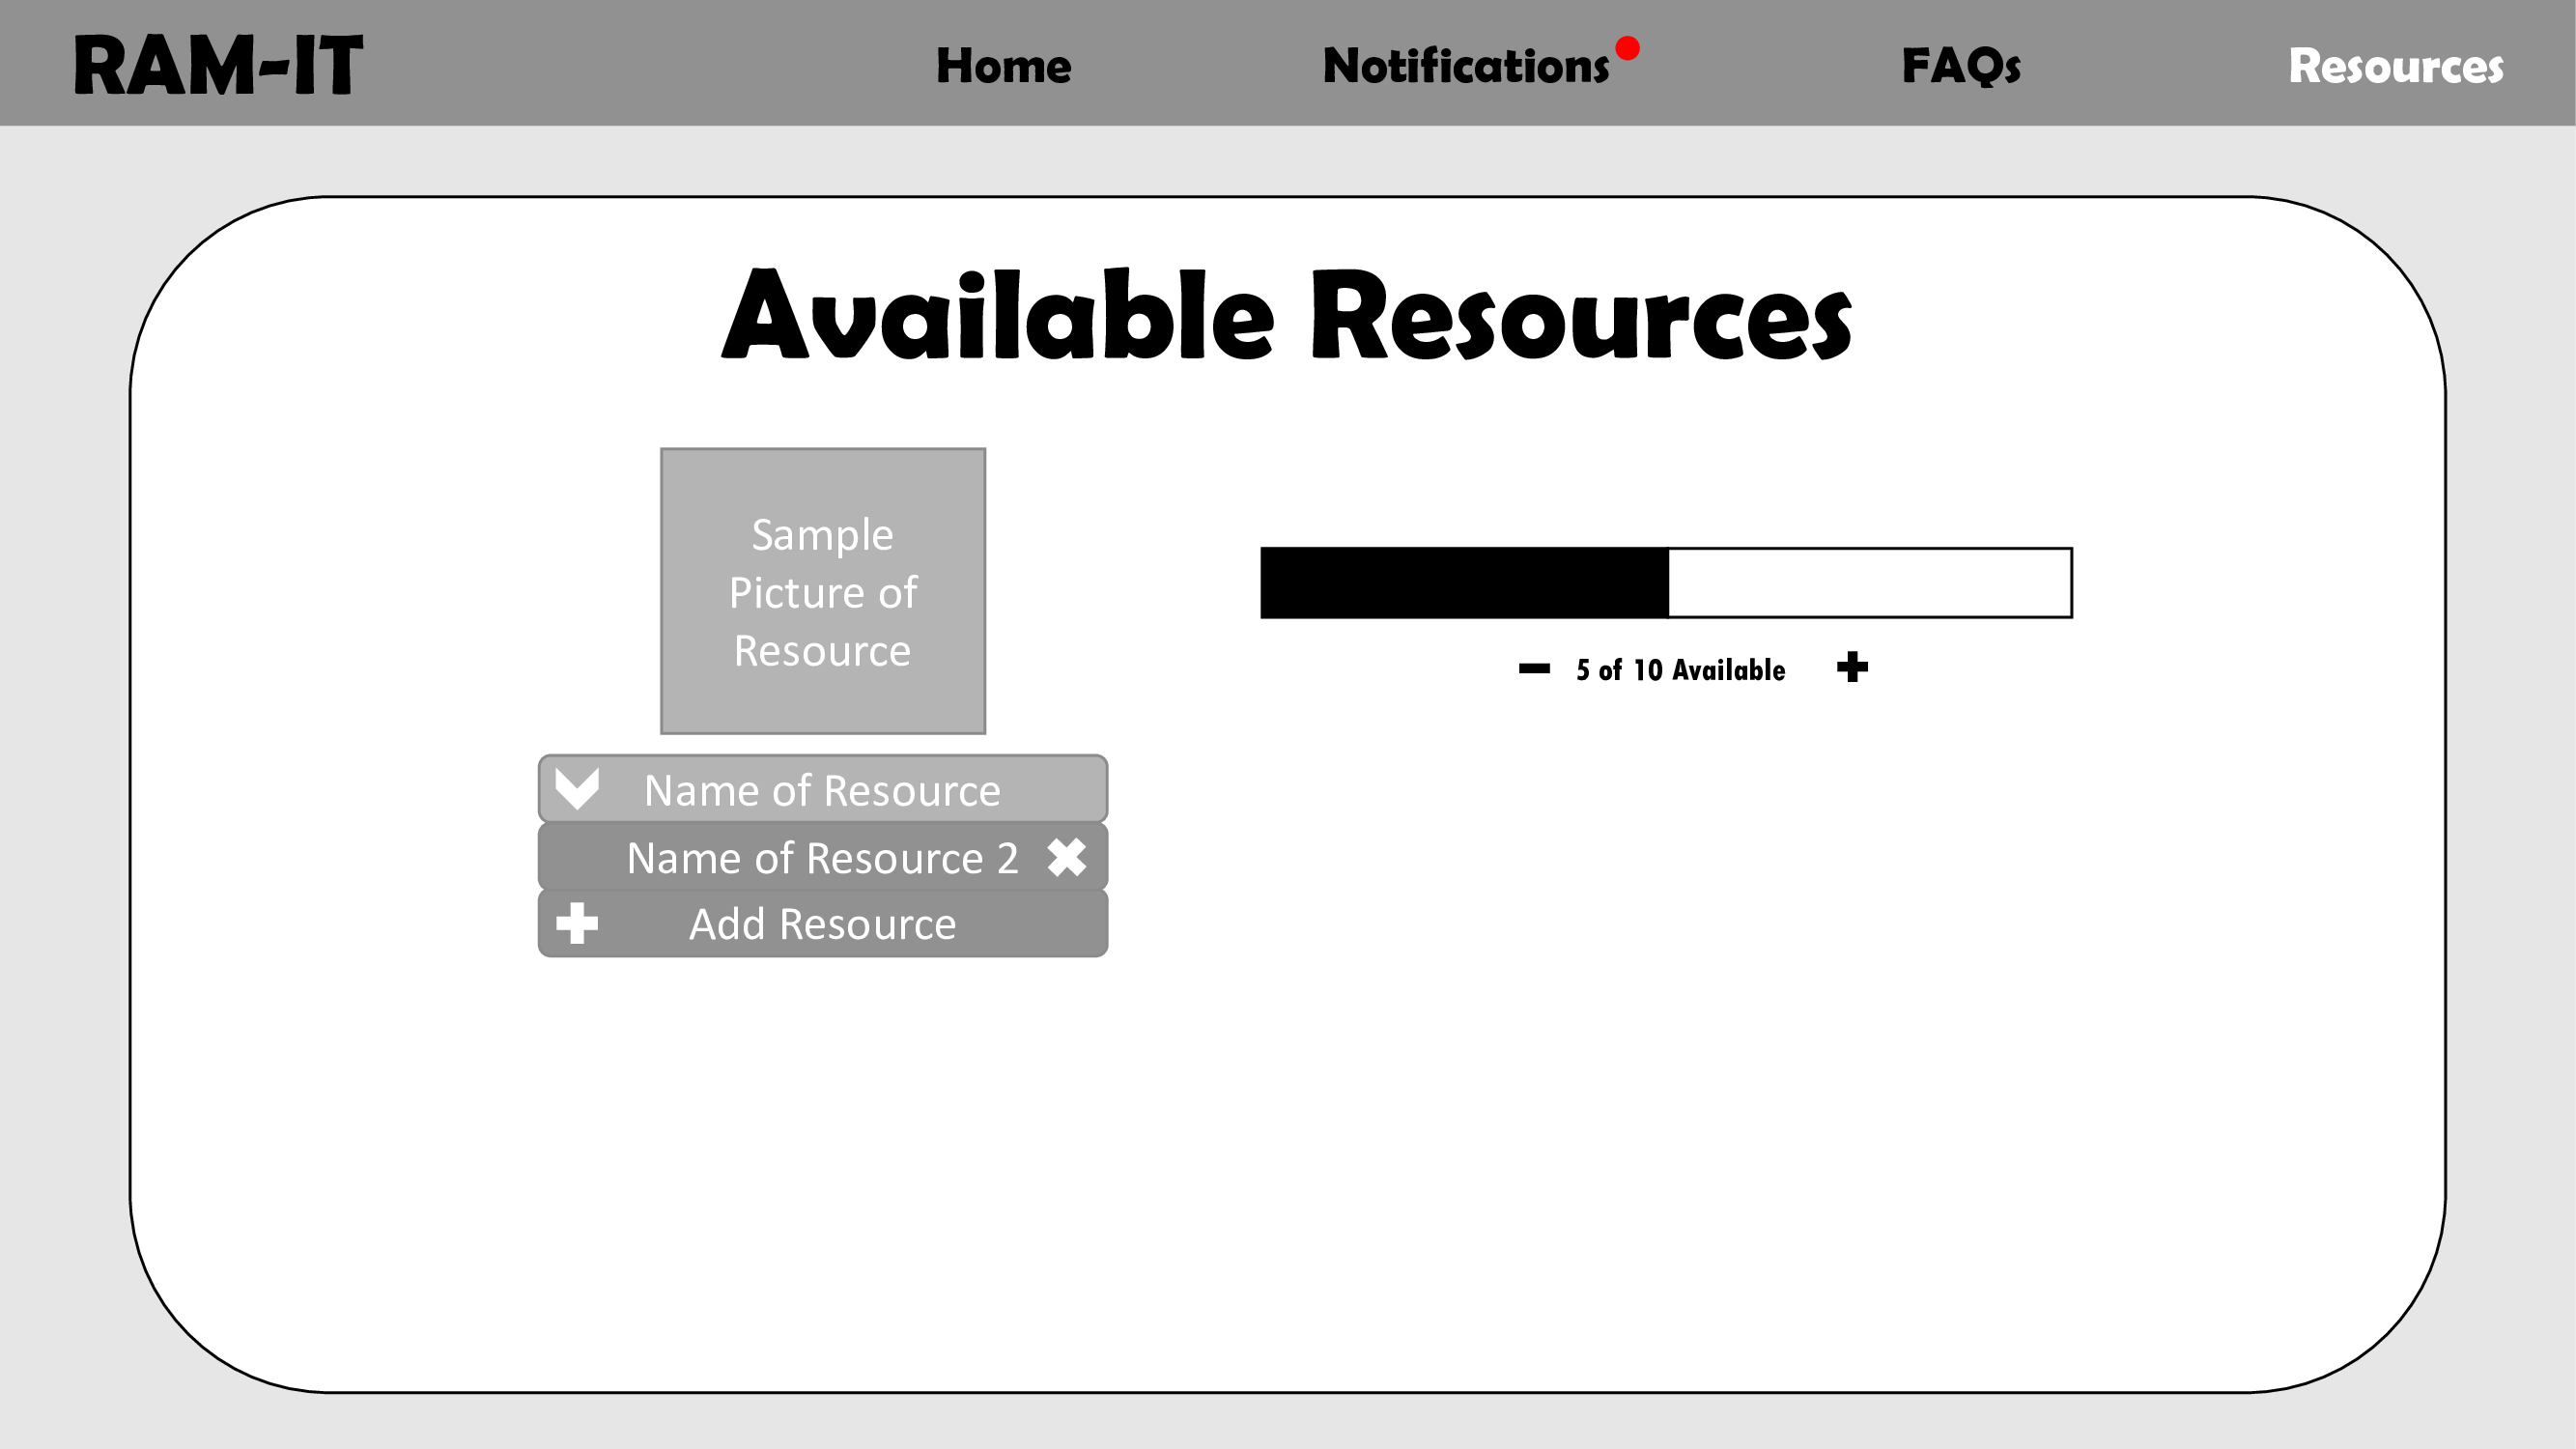 RAM-IT
Home
Notifications
FAQs
Resources
Available Resources
Sample
Picture of
Resource
5 of 10 Available
Name of Resource
Name of Resource 2
Add Resource